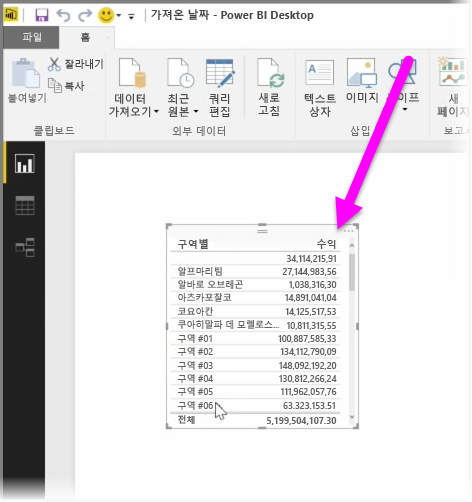 가져온 날짜 - Power BI Desktop
파일 홈
잘라내기
복사
붙여넣기
클립보드
데이터 가져오기
최근 원본
쿼리 편집
외부 데이터
새로 고침
텍스트 상자
이미지
삽입
새 페이지
구역별 수익
34,114,215,91
알프마리팀 27,144,983,56
알바로 오브레곤 1,038,316,30
아즈카포찰코 14,891,041,04
코요아칸 14,125,517,53
쿠아히말파 데 모렐로스... 10,811,315,55
구역 #01 100,887,585,33
구역 #02 134,112,790,09
구역 #03 148,092,192,20
구역 #04 130,812,266,24
구역 #05 111,962,057,76
구역 #06 63.323.153.51
전체 5,199,504,107.30